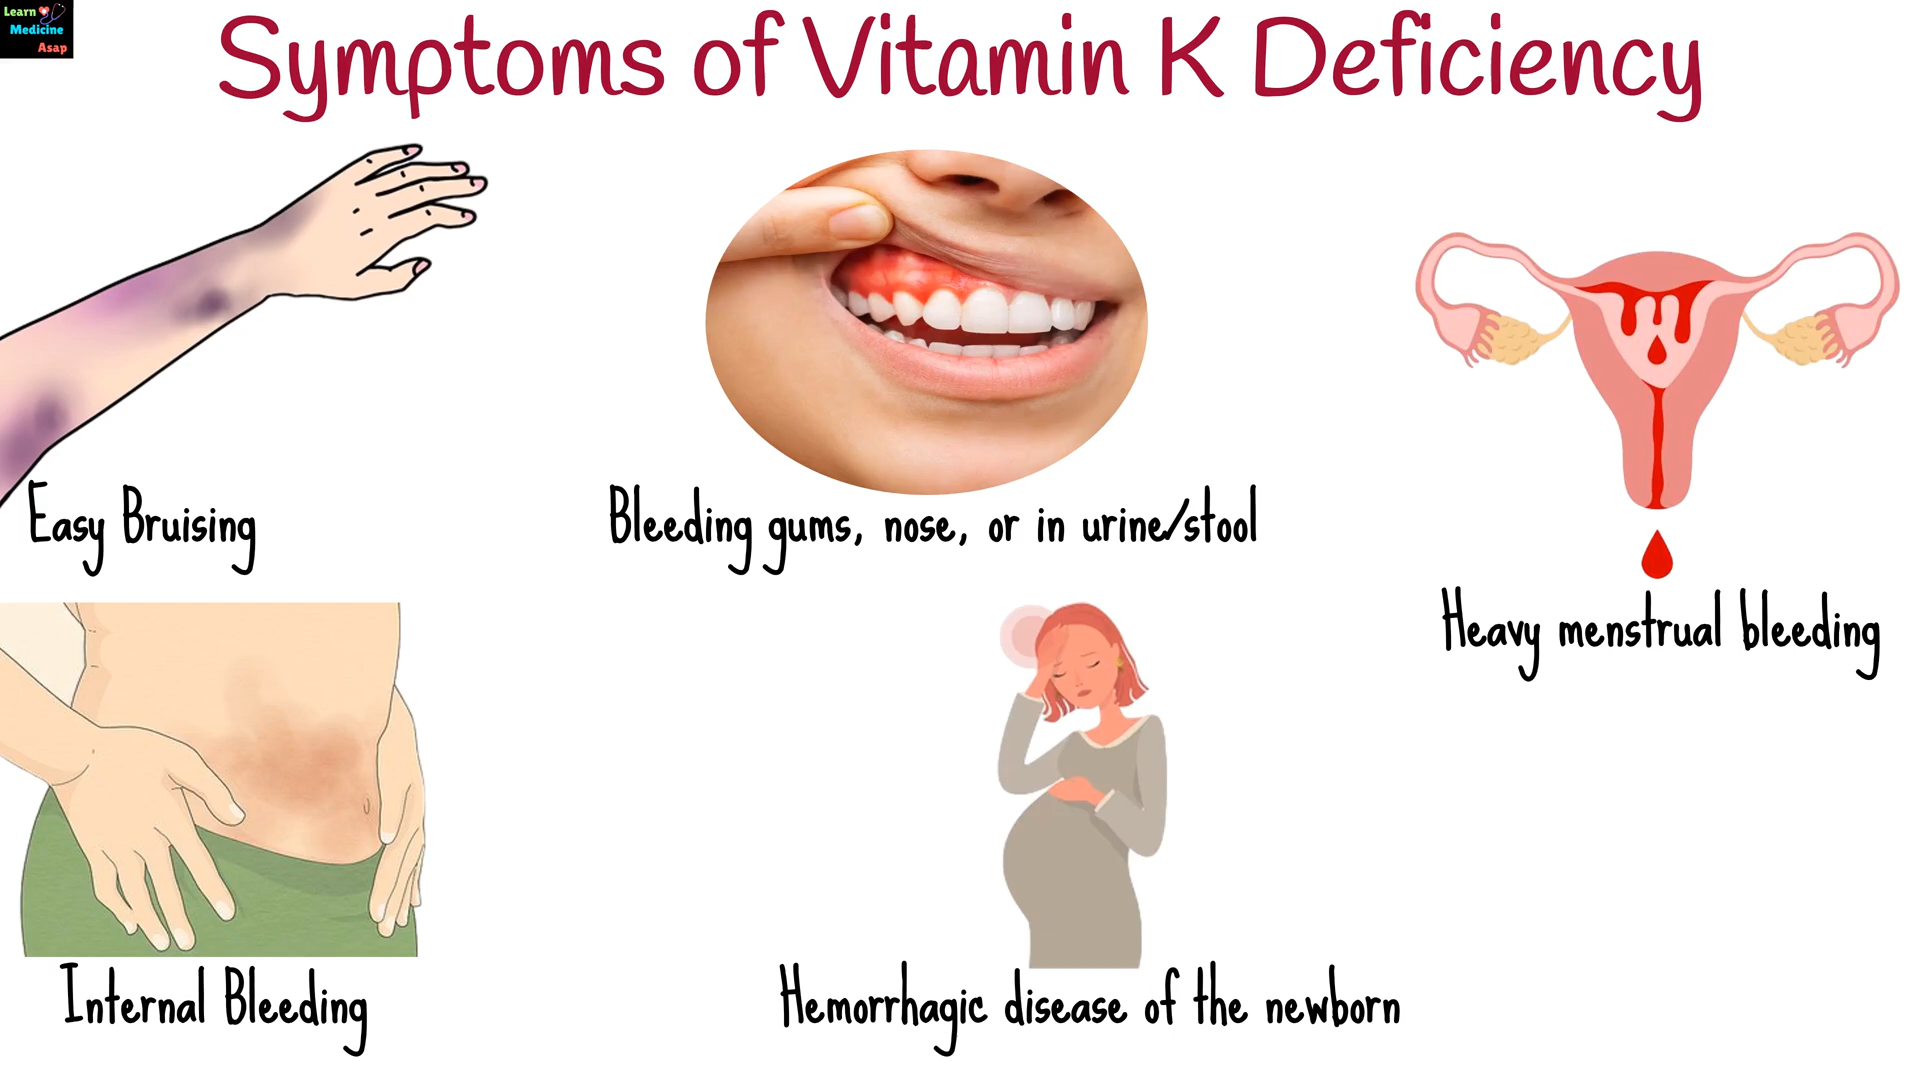 Learn
Medicine
Asap
Symptoms of Vitamin K Deficiency
Easy Bruising
Bleeding gums, nose, or in urine/stool
Heavy menstrual bleeding
Internal Bleeding
Hemorrhagic disease of the newborn